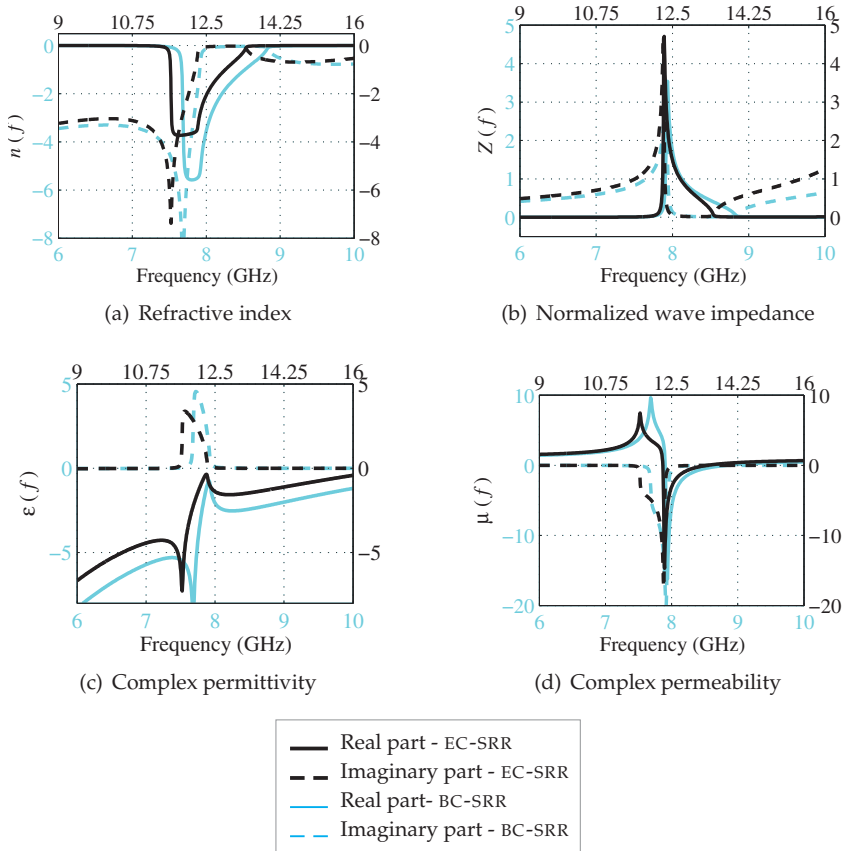 9 10.75 12.5 14.25 16
0 −2 −4 −6 −8
n (f)
0 −2 −4 −6 −8
6 7 8 9 10
Frequency (GHz)
(a) Refractive index
9 10.75 12.5 14.25 16
5 4 3 2 1 0
Z (f)
5 4 3 2 1 0
6 7 8 9 10
Frequency (GHz)
(b) Normalized wave impedance
9 10.75 12.5 14.25 16
5 0 −5
ε (f)
5 0 −5
6 7 8 9 10
Frequency (GHz)
(c) Complex permittivity
9 10.75 12.5 14.25 16
10 0 −10 −20
μ (f)
10 0 −10 −20
6 7 8 9 10
Frequency (GHz)
(d) Complex permeability
Real part - EC-SRR
Imaginary part - EC-SRR
Real part- BC-SRR
Imaginary part - BC-SRR